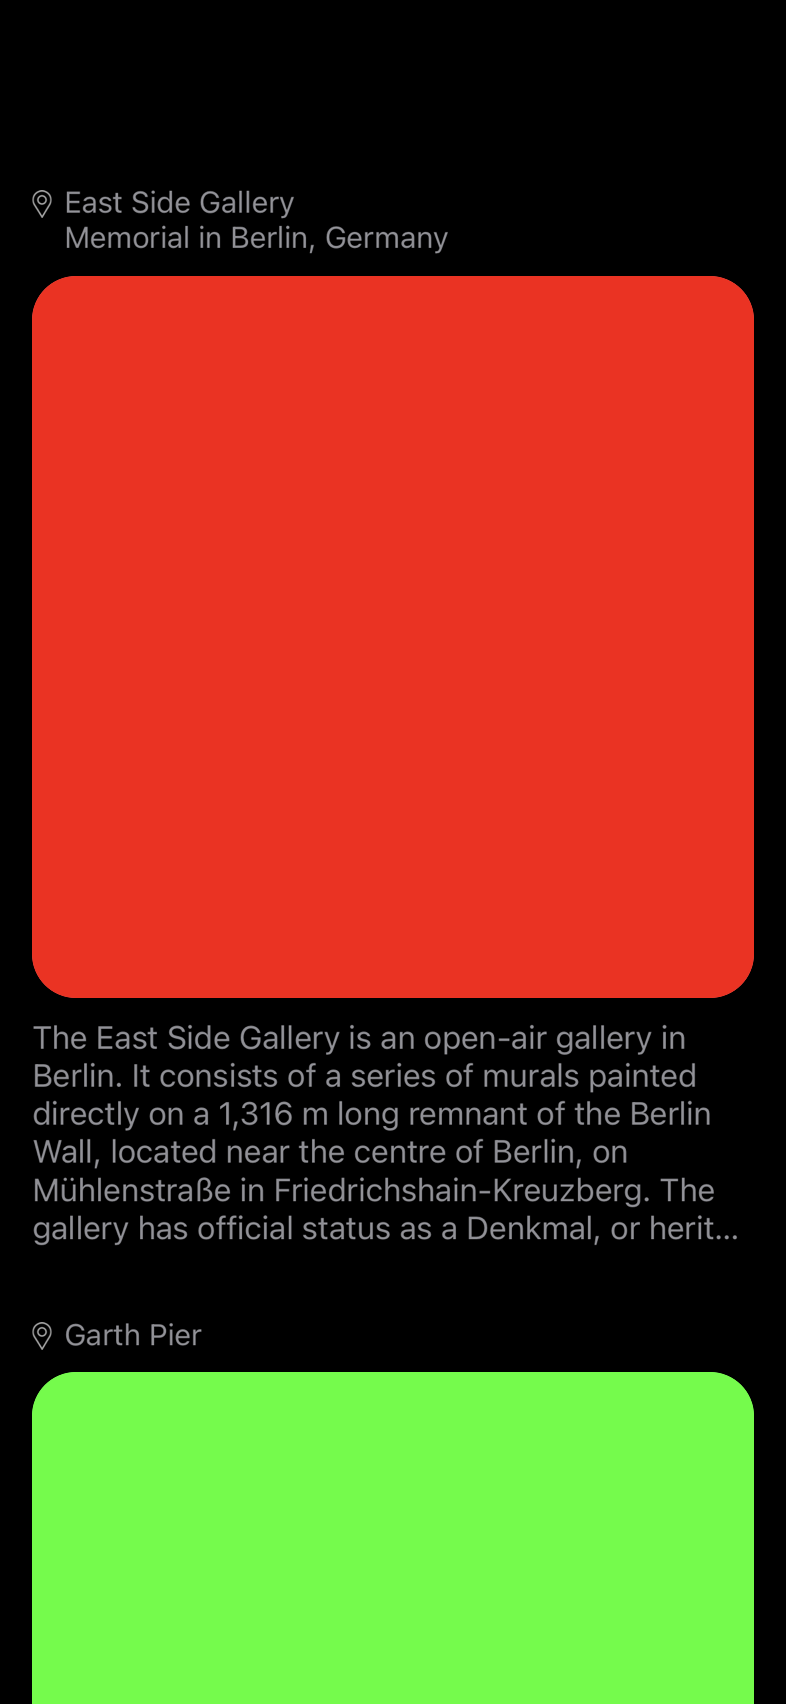 East Side Gallery
Memorial in Berlin, Germany
The East Side Gallery is an open-air gallery in
Berlin. It consists of a series of murals painted
directly on a 1,316 m long remnant of the Berlin
Wall, located near the centre of Berlin, on
Mühlenstraße in Friedrichshain-Kreuzberg. The
gallery has official status as a Denkmal, or herit...
Garth Pier